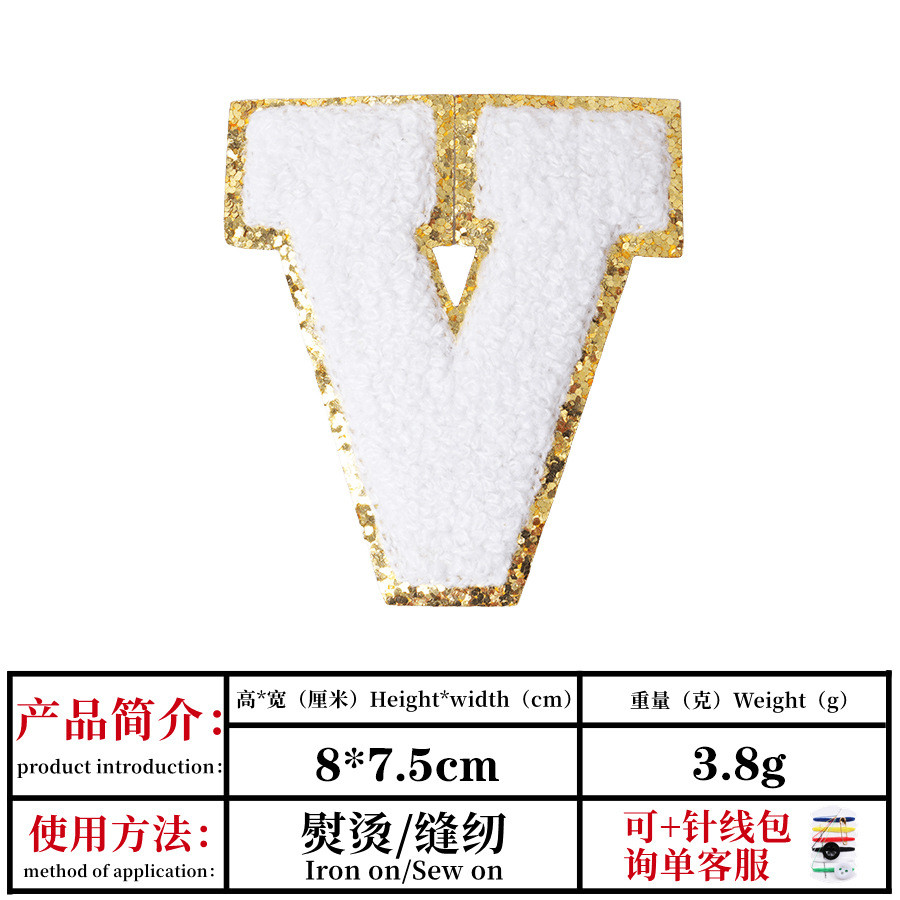 V
产品简介:
product introduction:
高*宽（厘米）Height*width（cm）
8*7.5cm
重量（克）Weight（g）
3.8g
使用方法:
method of application:
熨烫/缝纫
Iron on/Sew on
可+针线包
询单客服